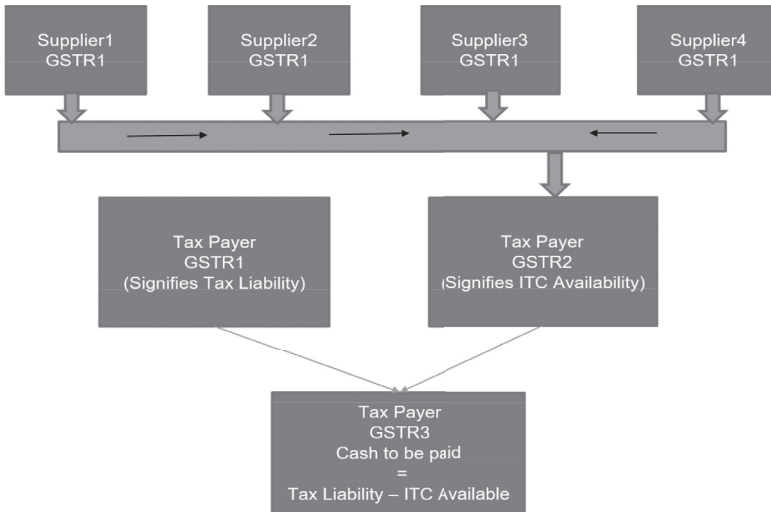 Supplier1
GSTR1
Supplier2
GSTR1
Supplier3
GSTR1
Supplier4
GSTR1
Tax Payer
GSTR1
(Signifies Tax Liability)
Tax Payer
GSTR2
(Signifies ITC Availability)
Tax Payer
GSTR3
Cash to be paid
=
Tax Liability – ITC Available